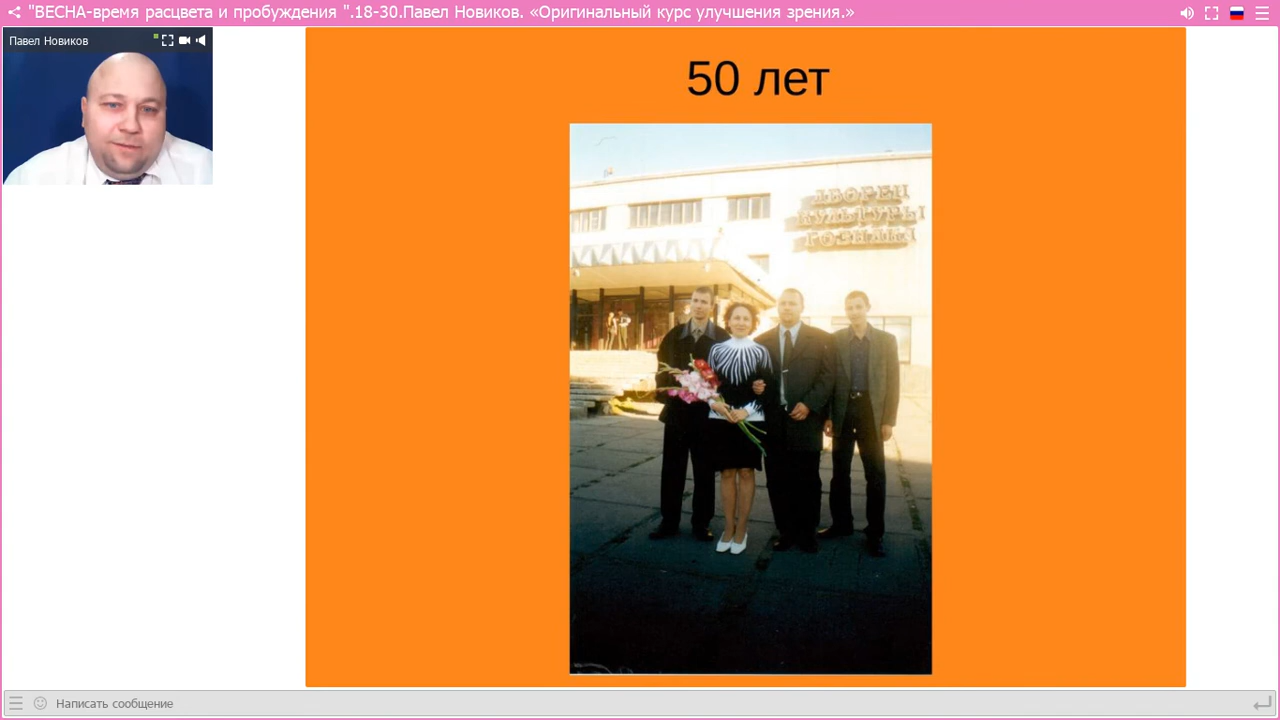 "ВЕСНА-время расцвета и пробуждения ".18-30.Павел Новиков. «Оригинальный курс улучшения зрения.»
Павел Новиков
50 лет
ДВОРЕЦ
КУЛЬТУРЫ
ГОЗНАКА
Написать сообщение